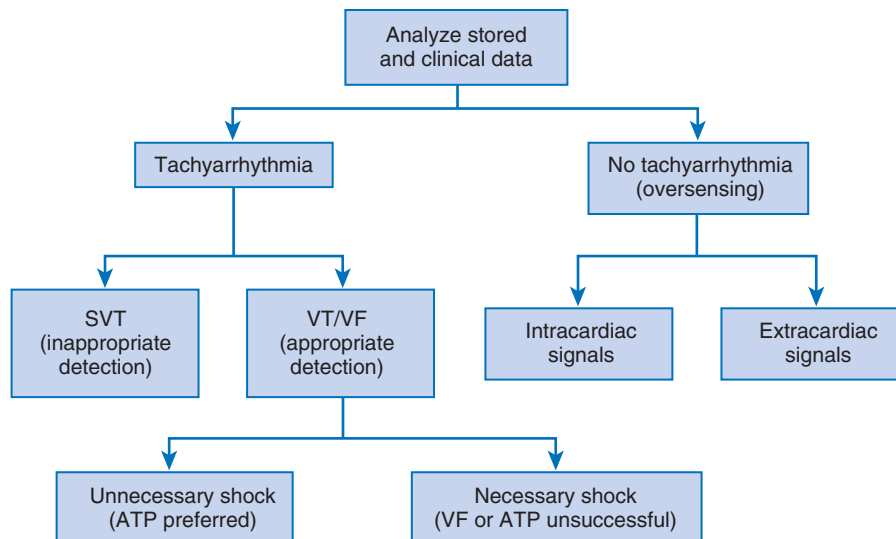 Analyze stored
and clinical data
Tachyarrhythmia
No tachyarrhythmia
(oversensing)
SVT
(inappropriate
detection)
VT/VF
(appropriate
detection)
Intracardiac
signals
Extracardiac
signals
Unnecessary shock
(ATP preferred)
Necessary shock
(VF or ATP unsuccessful)